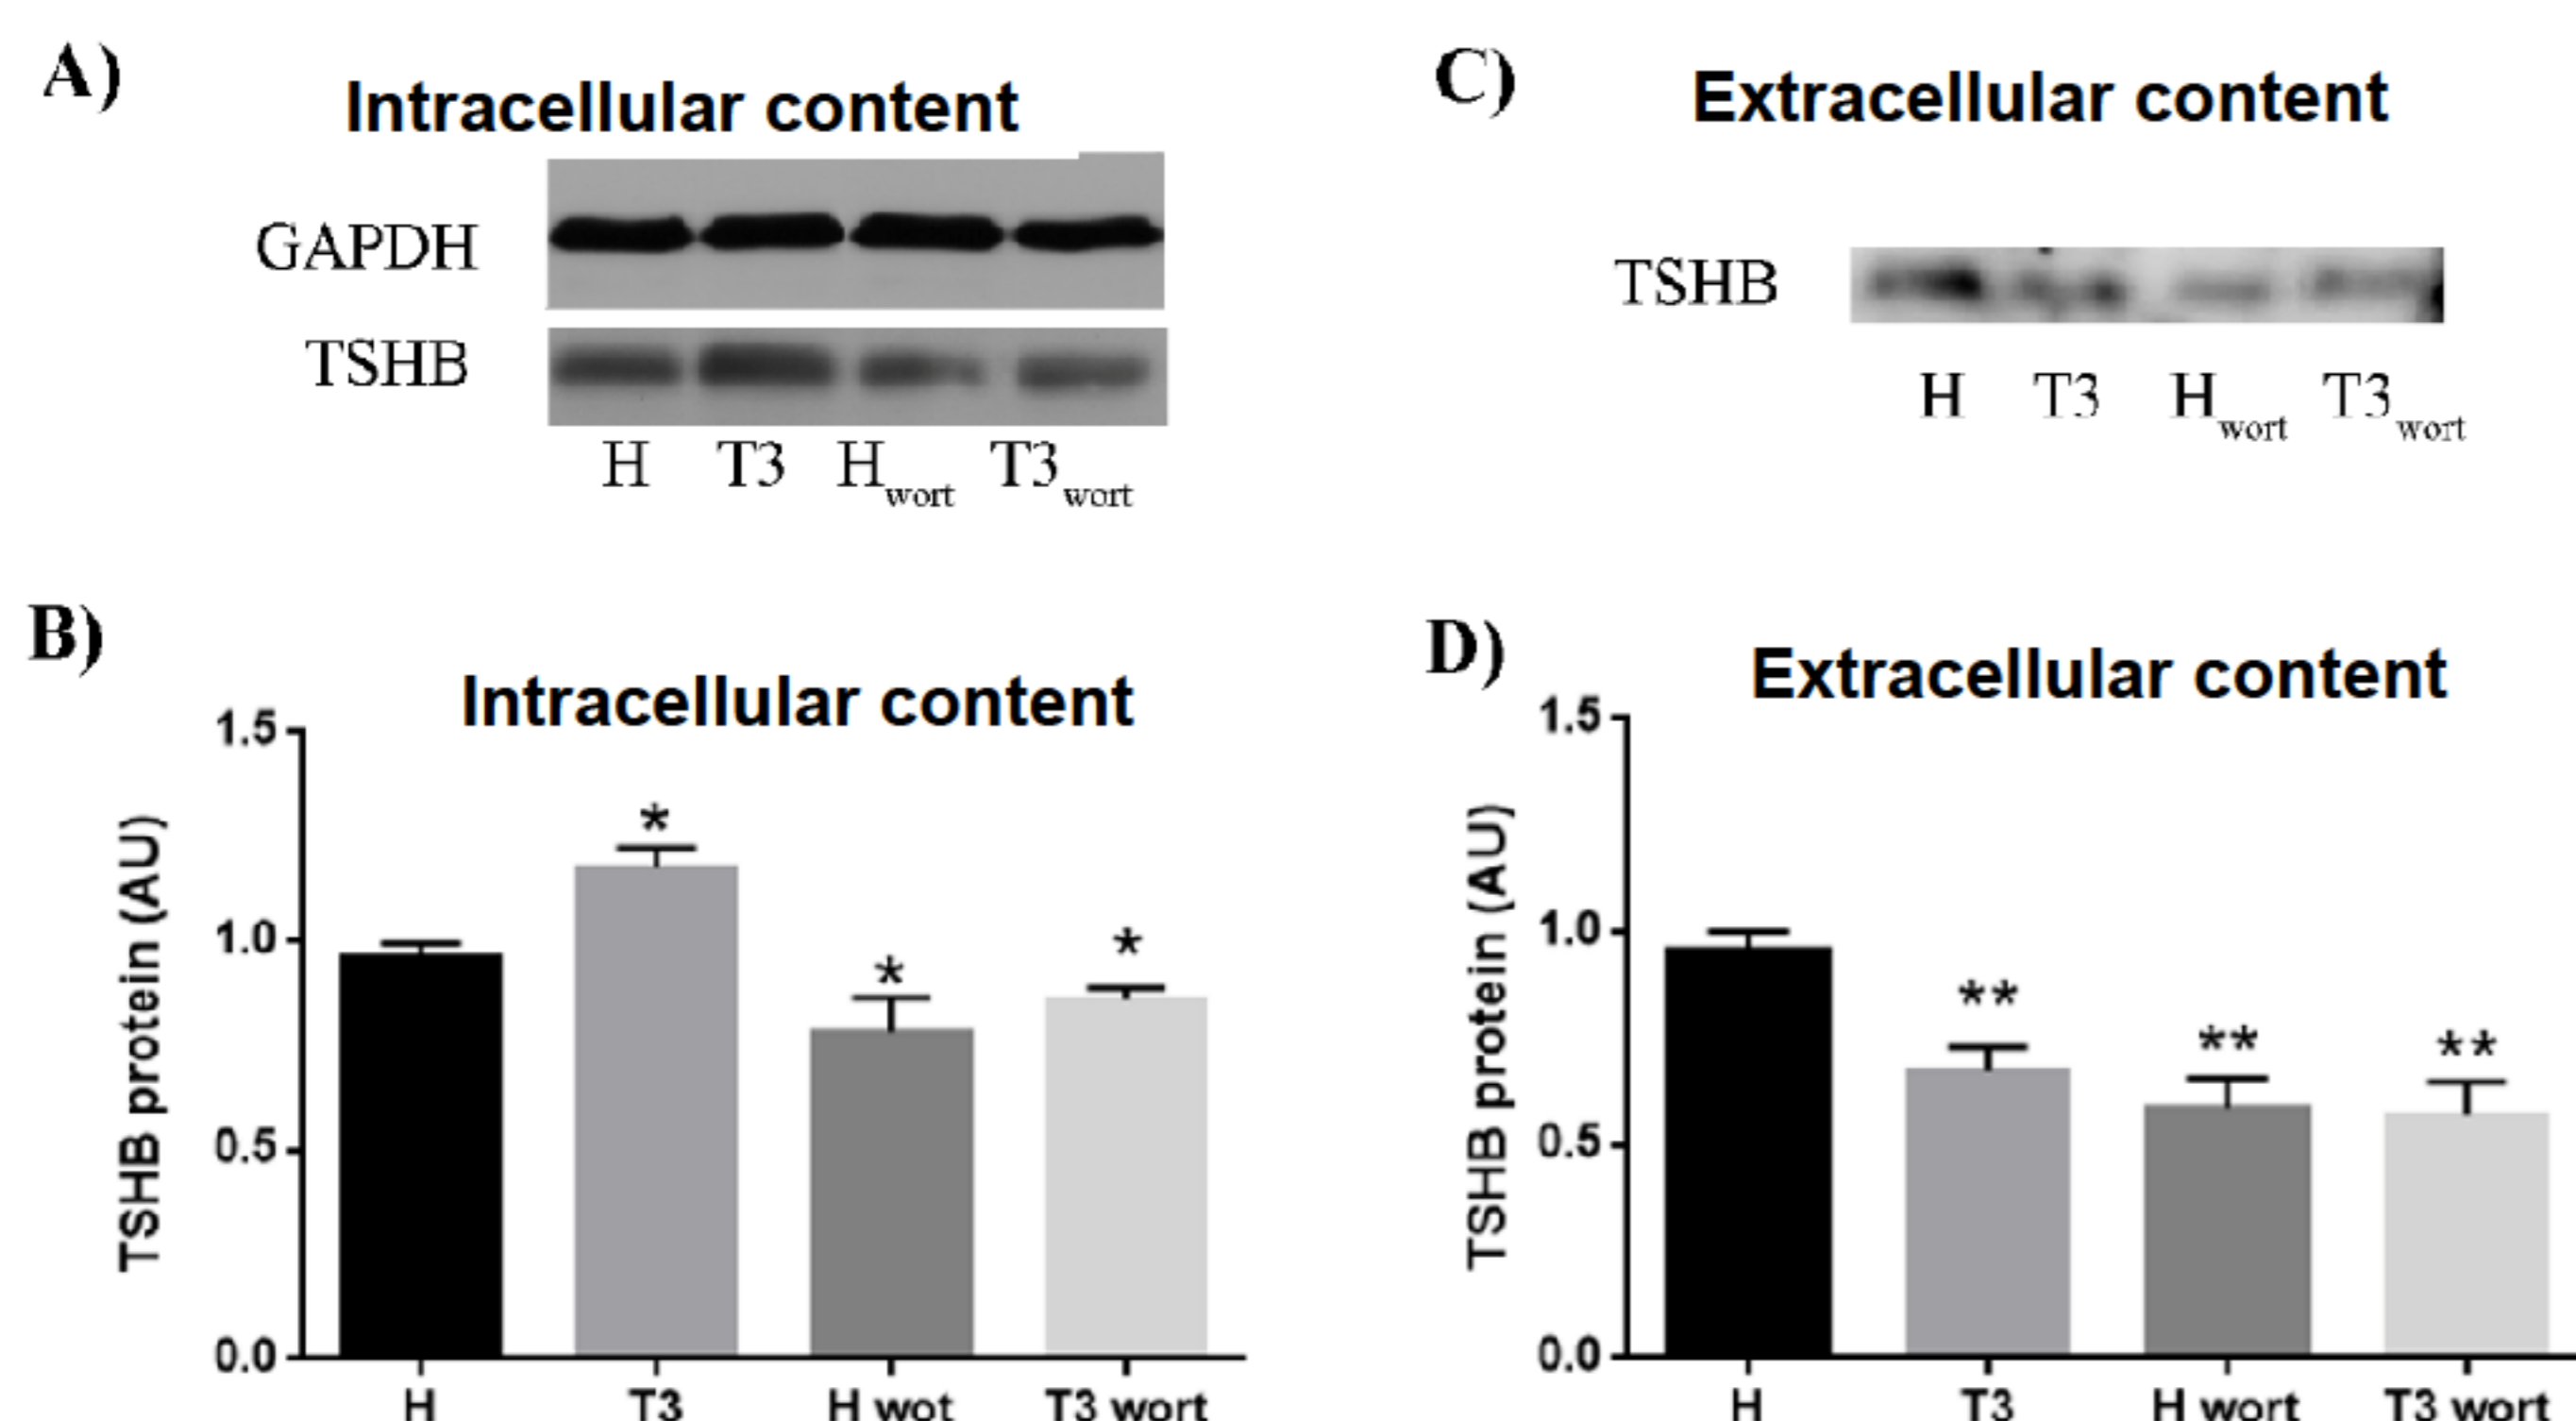 A)
Intracellular content
GAPDH
TSHB
H T3 Hwort T3wort
C)
Extracellular content
TSHB
H T3 Hwort T3wort
B)
Intracellular content
TSHB protein (AU)
1.5
1.0
0.5
0.0
*
*
*
H T3 H wot T3 wort
D)
Extracellular content
TSHB protein (AU)
1.5
1.0
0.5
0.0
**
**
**
H T3 H wort T3 wort